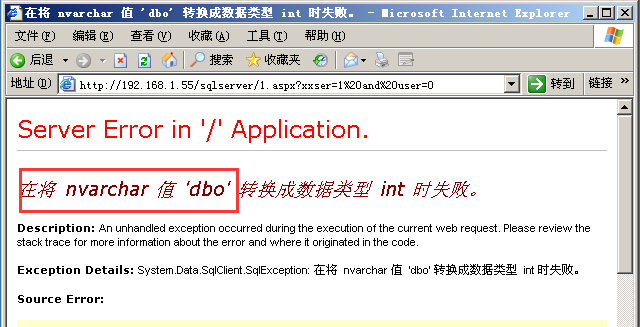 在将 nvarchar 值 'dbo' 转换成数据类型 int 时失败。 - Microsoft Internet Explorer
文件(F) 编辑(E) 查看(V) 收藏(A) 工具(T) 帮助(H)
后退 搜索 收藏夹
地址(D) http://192.168.1.55/sqlserver/1.aspx?xxser=1%20and%20user=0 转到 链接 »
Server Error in '/' Application.
在将 nvarchar 值 'dbo' 转换成数据类型 int 时失败。
Description: An unhandled exception occurred during the execution of the current web request. Please review the
stack trace for more information about the error and where it originated in the code.
Exception Details: System.Data.SqlClient.SqlException: 在将 nvarchar 值 'dbo' 转换成数据类型 int 时失败。
Source Error: